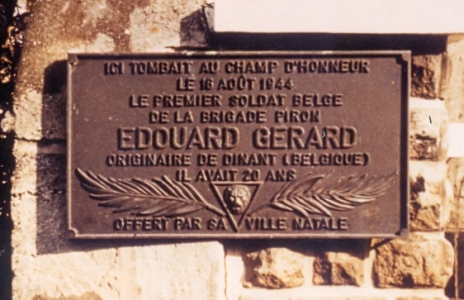 ICI TOMBAIT AU CHAMP D'HONNEUR
LE 16 AOÛT 1944
LE PREMIER SOLDAT BELGE
DE LA BRIGADE PIRON
EDOUARD GERARD
ORIGINAIRE DE DINANT (BELGIQUE)
IL AVAIT 20 ANS
OFFERT PAR SA VILLE NATALE